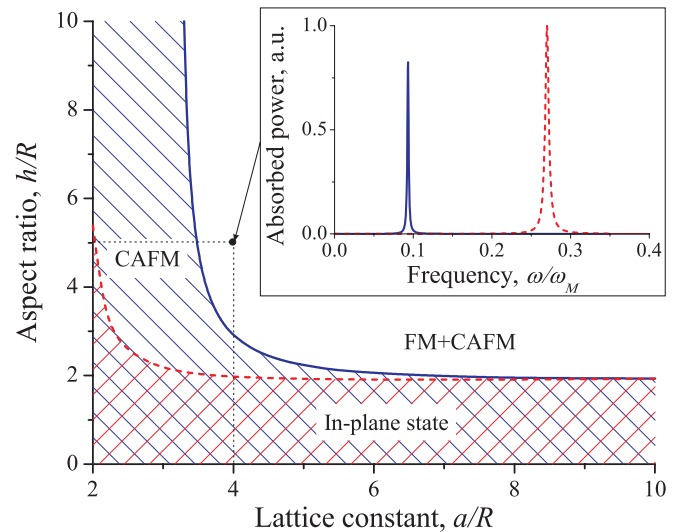 10
8
6
4
2
0
Aspect ratio, h/R
2
4
6
8
10
Lattice constant, a/R
CAFM
FM+CAFM
In-plane state
1.0
0.5
0.0
Absorbed power, a.u.
0.0
0.1
0.2
0.3
0.4
Frequency, ω/ω_M